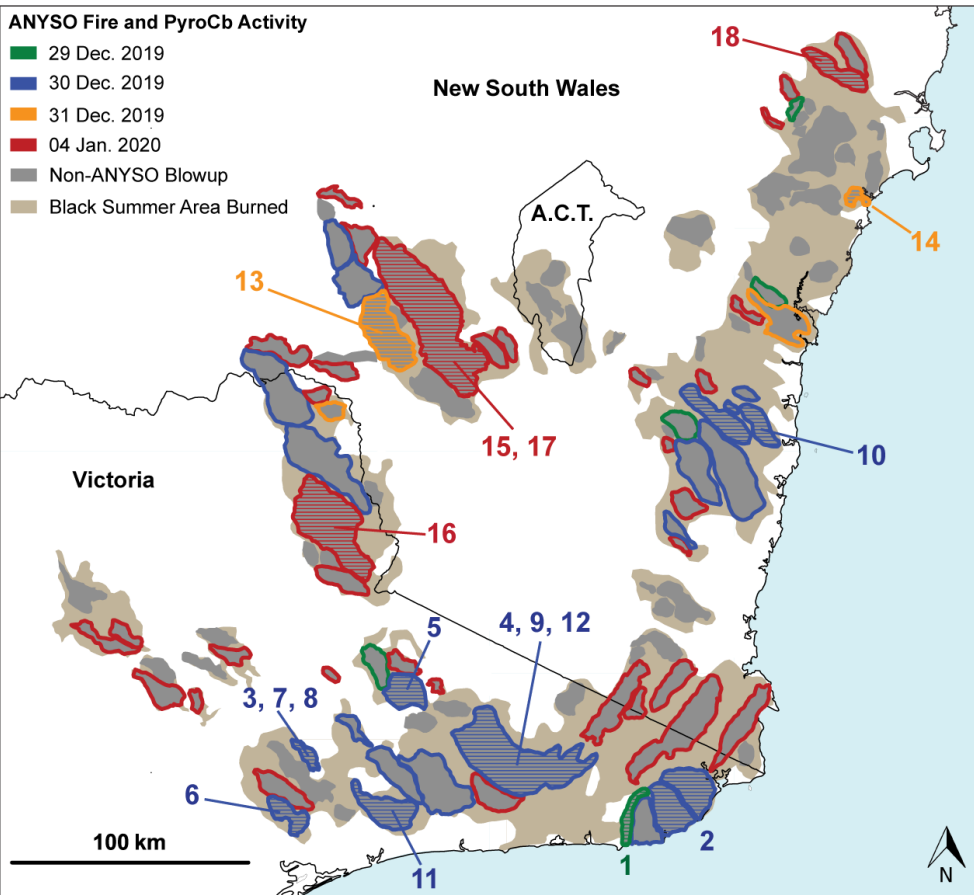 ANYSO Fire and PyroCb Activity
29 Dec. 2019
30 Dec. 2019
31 Dec. 2019
04 Jan. 2020
Non-ANYSO Blowup
Black Summer Area Burned
New South Wales
18
A.C.T.
14
13
15, 17
10
Victoria
16
5
4, 9, 12
3, 7, 8
6
100 km
11
1
2
N